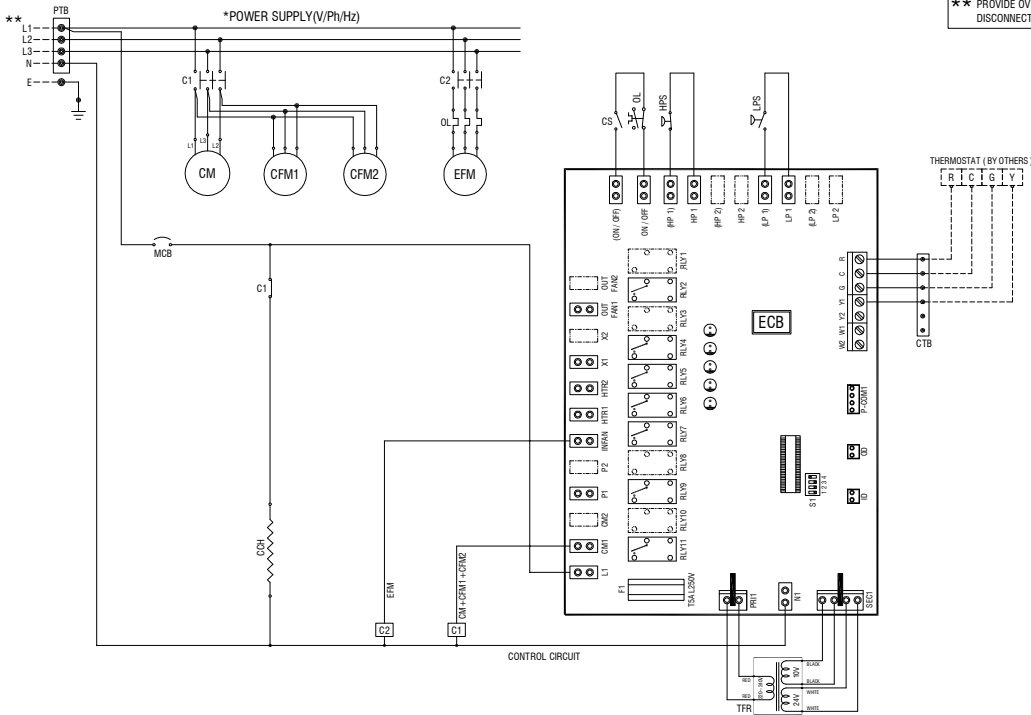 PTB
** PROVIDE OV
DISCONNECT
**
*POWER SUPPLY(V/Ph/Hz)
L1
L2
L3
N
E
C1
C2
OL
L1
L3
L2
CM
CFM1
CFM2
EFM
CS
OL
HPS
LPS
THERMOSTAT ( BY OTHERS )
R
C
G
Y
(ON / OFF)
ON / OFF
(HP 1)
HP 1
(HP 2)
HP 2
(LP 1)
LP 1
(LP 2)
LP 2
MCB
C1
CCH
OUT FAN2
OUT FAN1
X2
X1
HTR2
HTR1
INFAN
P2
P1
CM2
CM1
L1
RLY1
RLY2
RLY3
RLY4
RLY5
RLY6
RLY7
RLY8
RLY9
RLY10
RLY11
ECB
R
C
G
Y1
Y2
W1
W2
CTB
P-COM1
OD
ID
S1
1 2 3 4
F1
T5A L250V
PRI1
N1
SEC1
EFM
CM +CFM1 +CFM2
C2
C1
CONTROL CIRCUIT
TFR
RED
RED
10V
24V
BLACK
BLACK
WHITE
WHITE